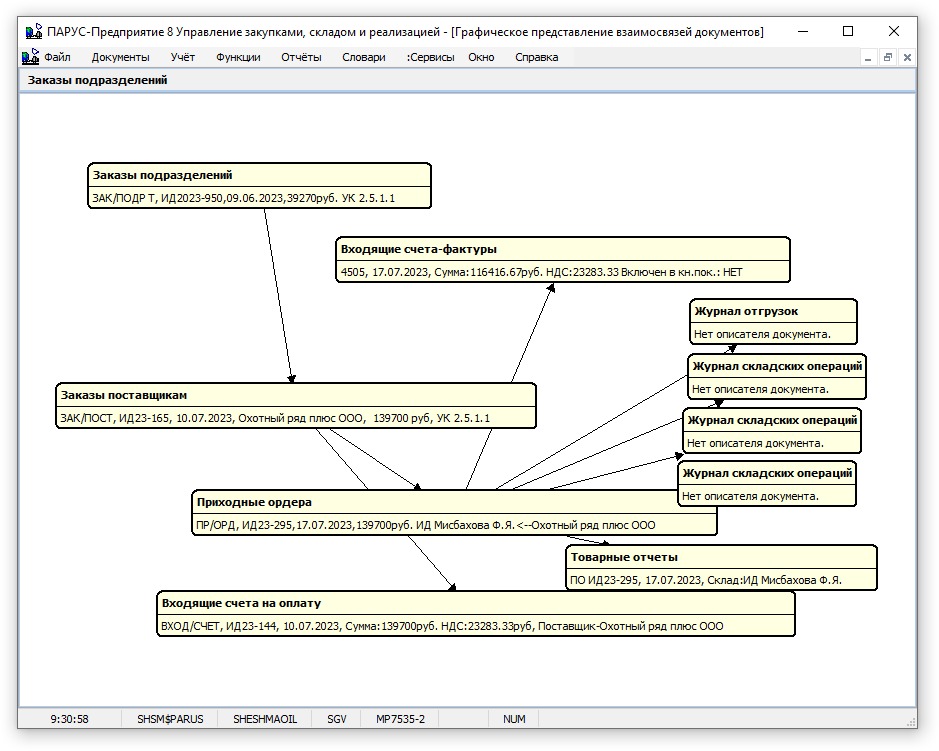 ПАРУС-Предприятие 8 Управление закупками, складом и реализацией - [Графическое представление взаимосвязей документов]
Файл Документы Учёт Функции Отчёты Словари :Сервисы Окно Справка
Заказы подразделений
Заказы подразделений
ЗАК/ПОДР Т, ИД2023-950,09.06.2023,39270руб. УК 2.5.1.1
Входящие счета-фактуры
4505, 17.07.2023, Сумма:116416.67руб. НДС:23283.33 Включен в кн.пок.: НЕТ
Журнал отгрузок
Нет описателя документа.
Журнал складских операций
Нет описателя документа.
Заказы поставщикам
ЗАК/ПОСТ, ИД23-165, 10.07.2023, Охотный ряд плюс ООО, 139700 руб, УК 2.5.1.1
Журнал складских операций
Нет описателя документа.
Журнал складских операций
Нет описателя документа.
Приходные ордера
ПР/ОРД, ИД23-295,17.07.2023,139700руб. ИД Мисбахова Ф.Я.<--Охотный ряд плюс ООО
Товарные отчеты
ПО ИД23-295, 17.07.2023, Склад:ИД Мисбахова Ф.Я.
Входящие счета на оплату
ВХОД/СЧЕТ, ИД23-144, 10.07.2023, Сумма:139700руб. НДС:23283.33руб, Поставщик-Охотный ряд плюс ООО
9:30:58 SHSM$PARUS SHESHMAOIL SGV MP7535-2 NUM